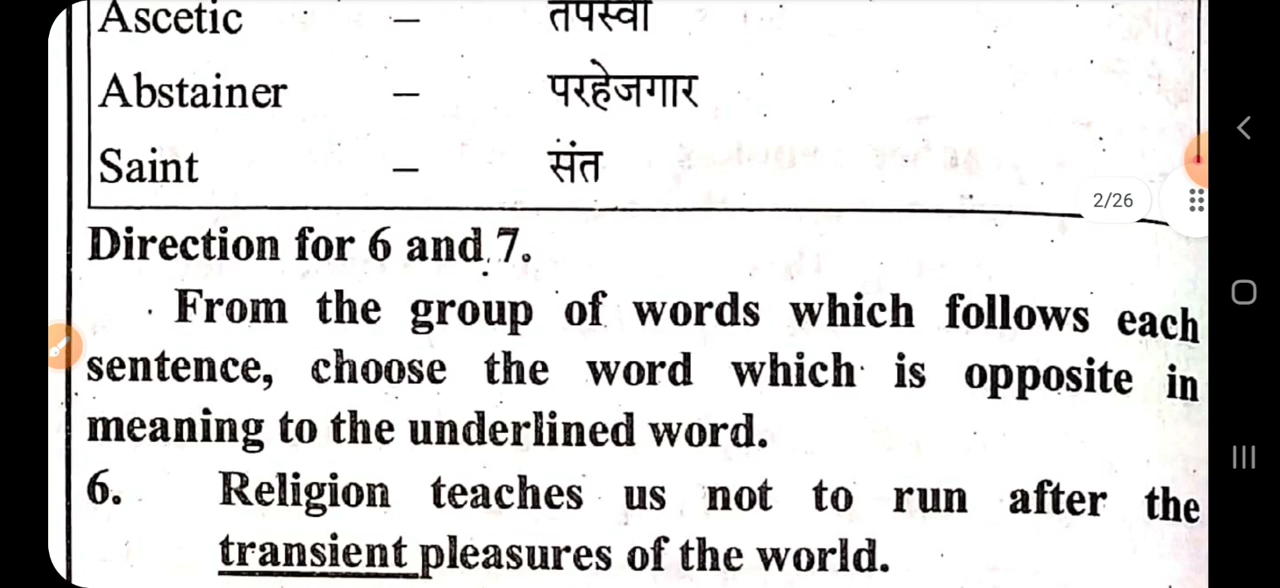 Ascetic – तपस्वी
Abstainer – परहेजगार
Saint – संत
2/26
Direction for 6 and 7.
From the group of words which follows each
sentence, choose the word which is opposite in
meaning to the underlined word.
6. Religion teaches us not to run after the
transient pleasures of the world.